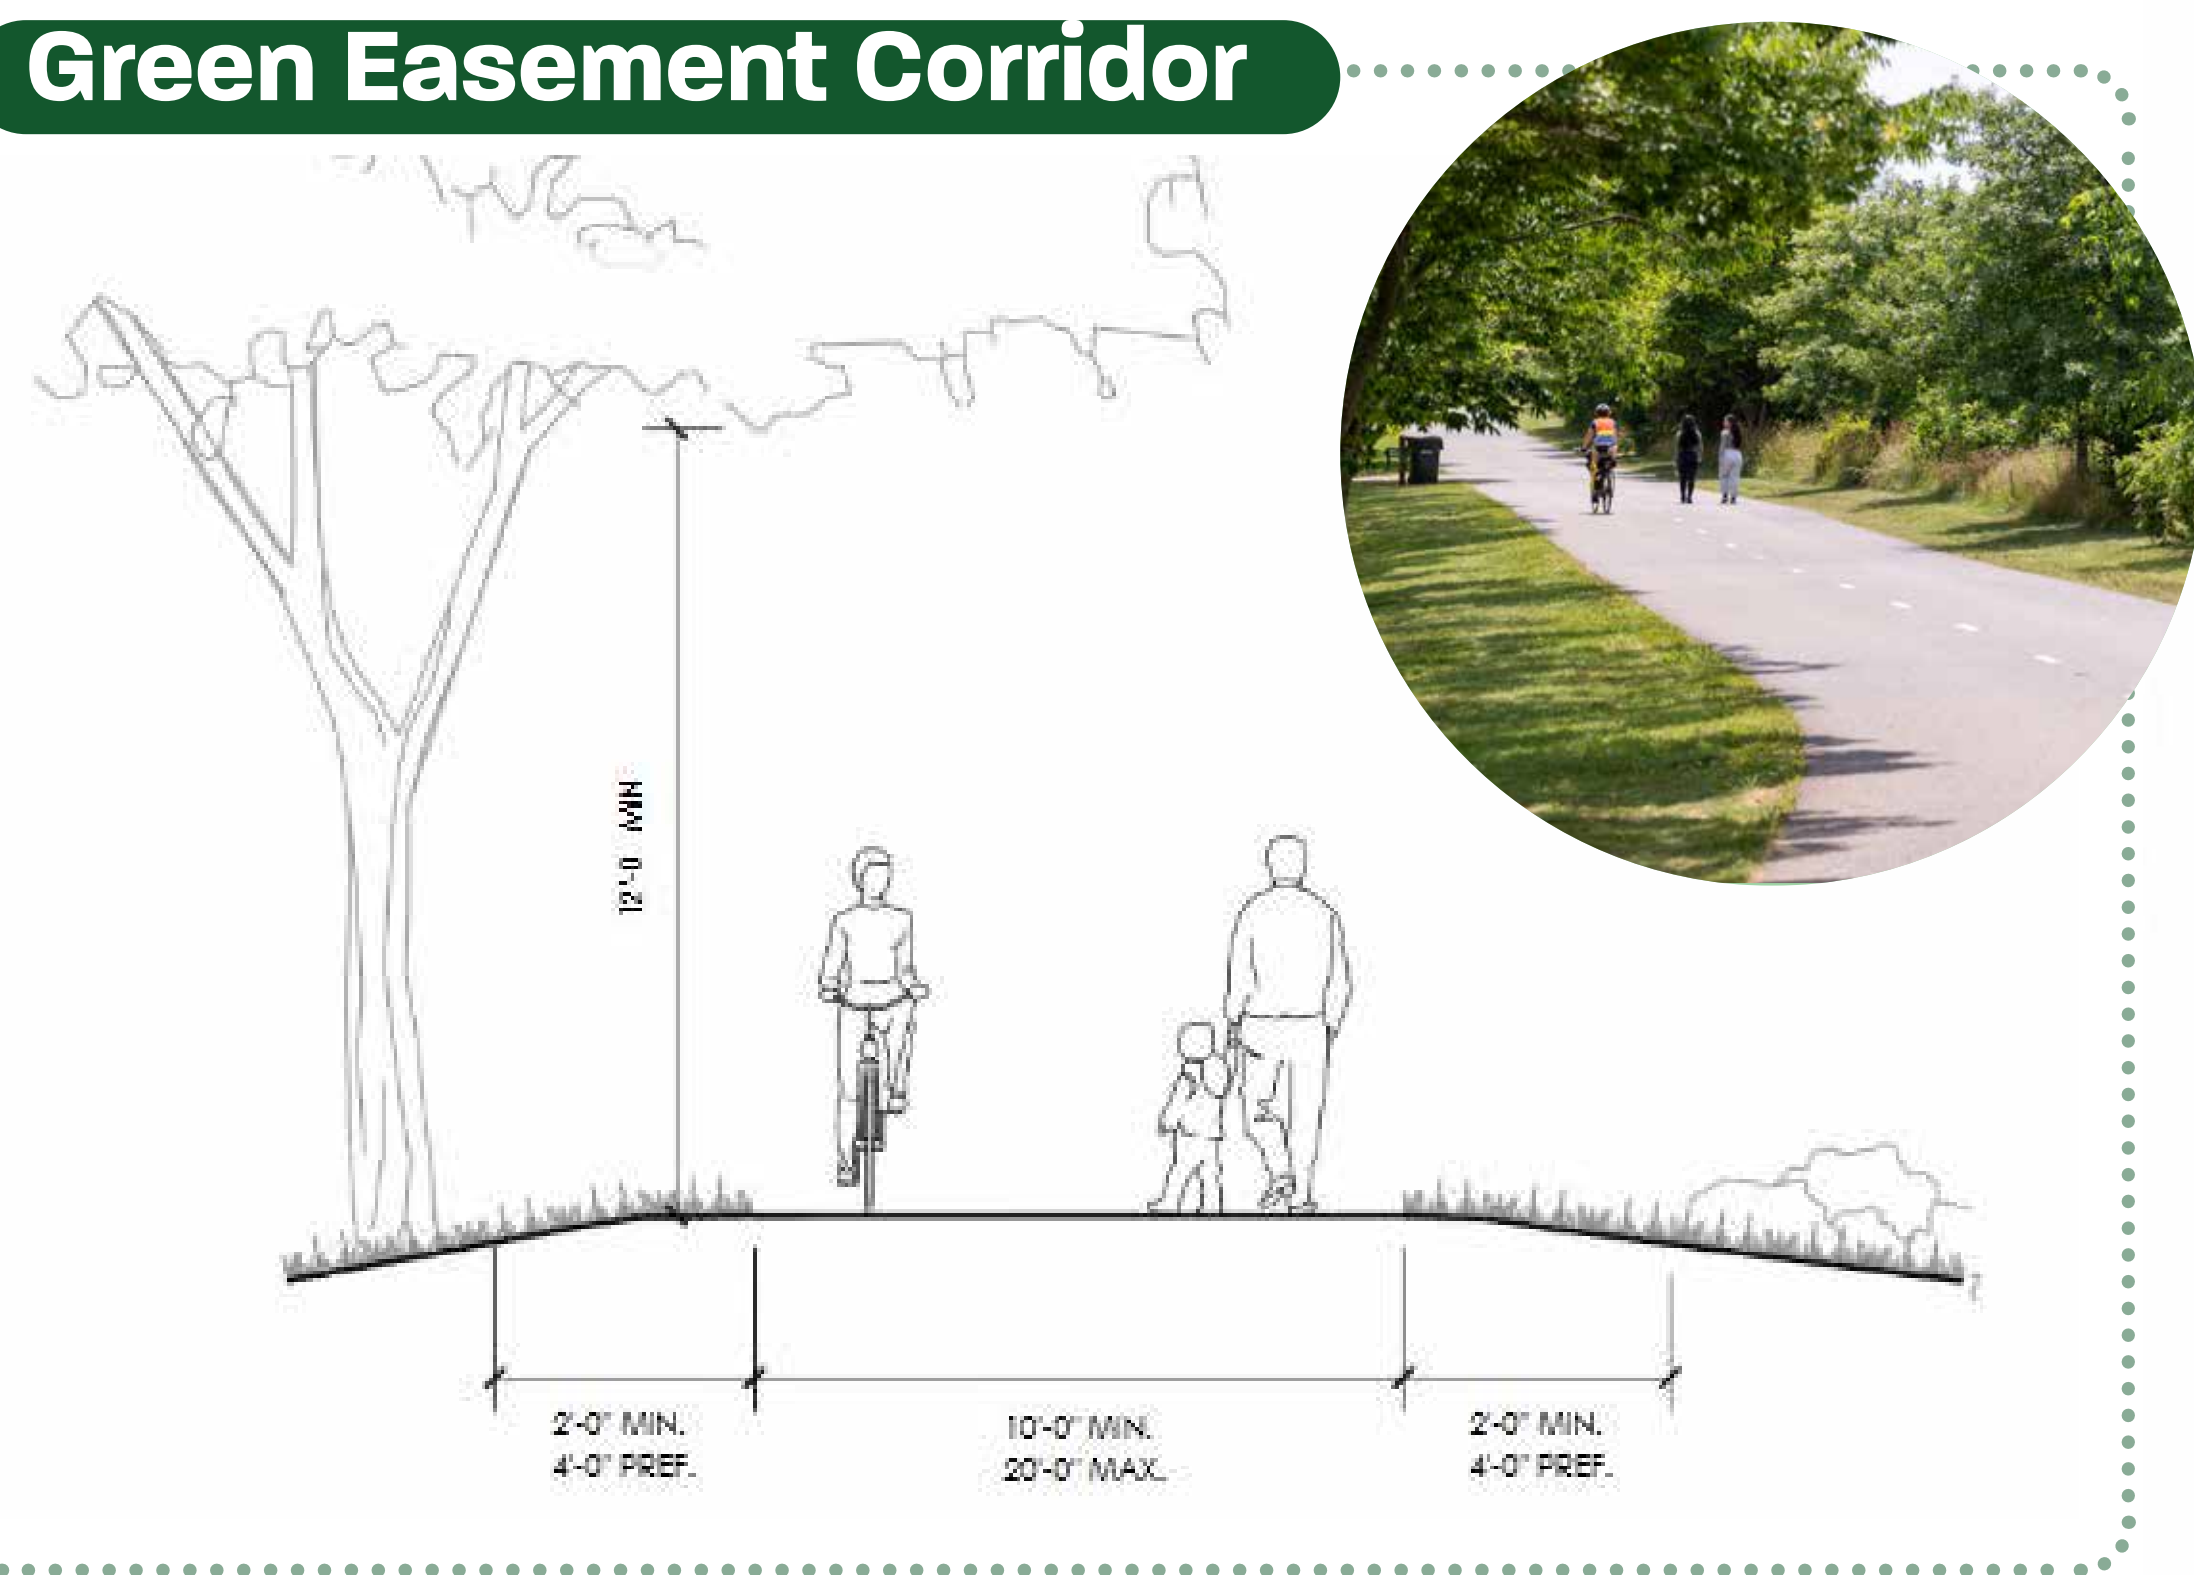 Green Easement Corridor
12'-0 MIN
2'-0" MIN.
4'-0" PREF.
10'-0" MIN.
20'-0" MAX.
2'-0" MIN.
4'-0" PREF.